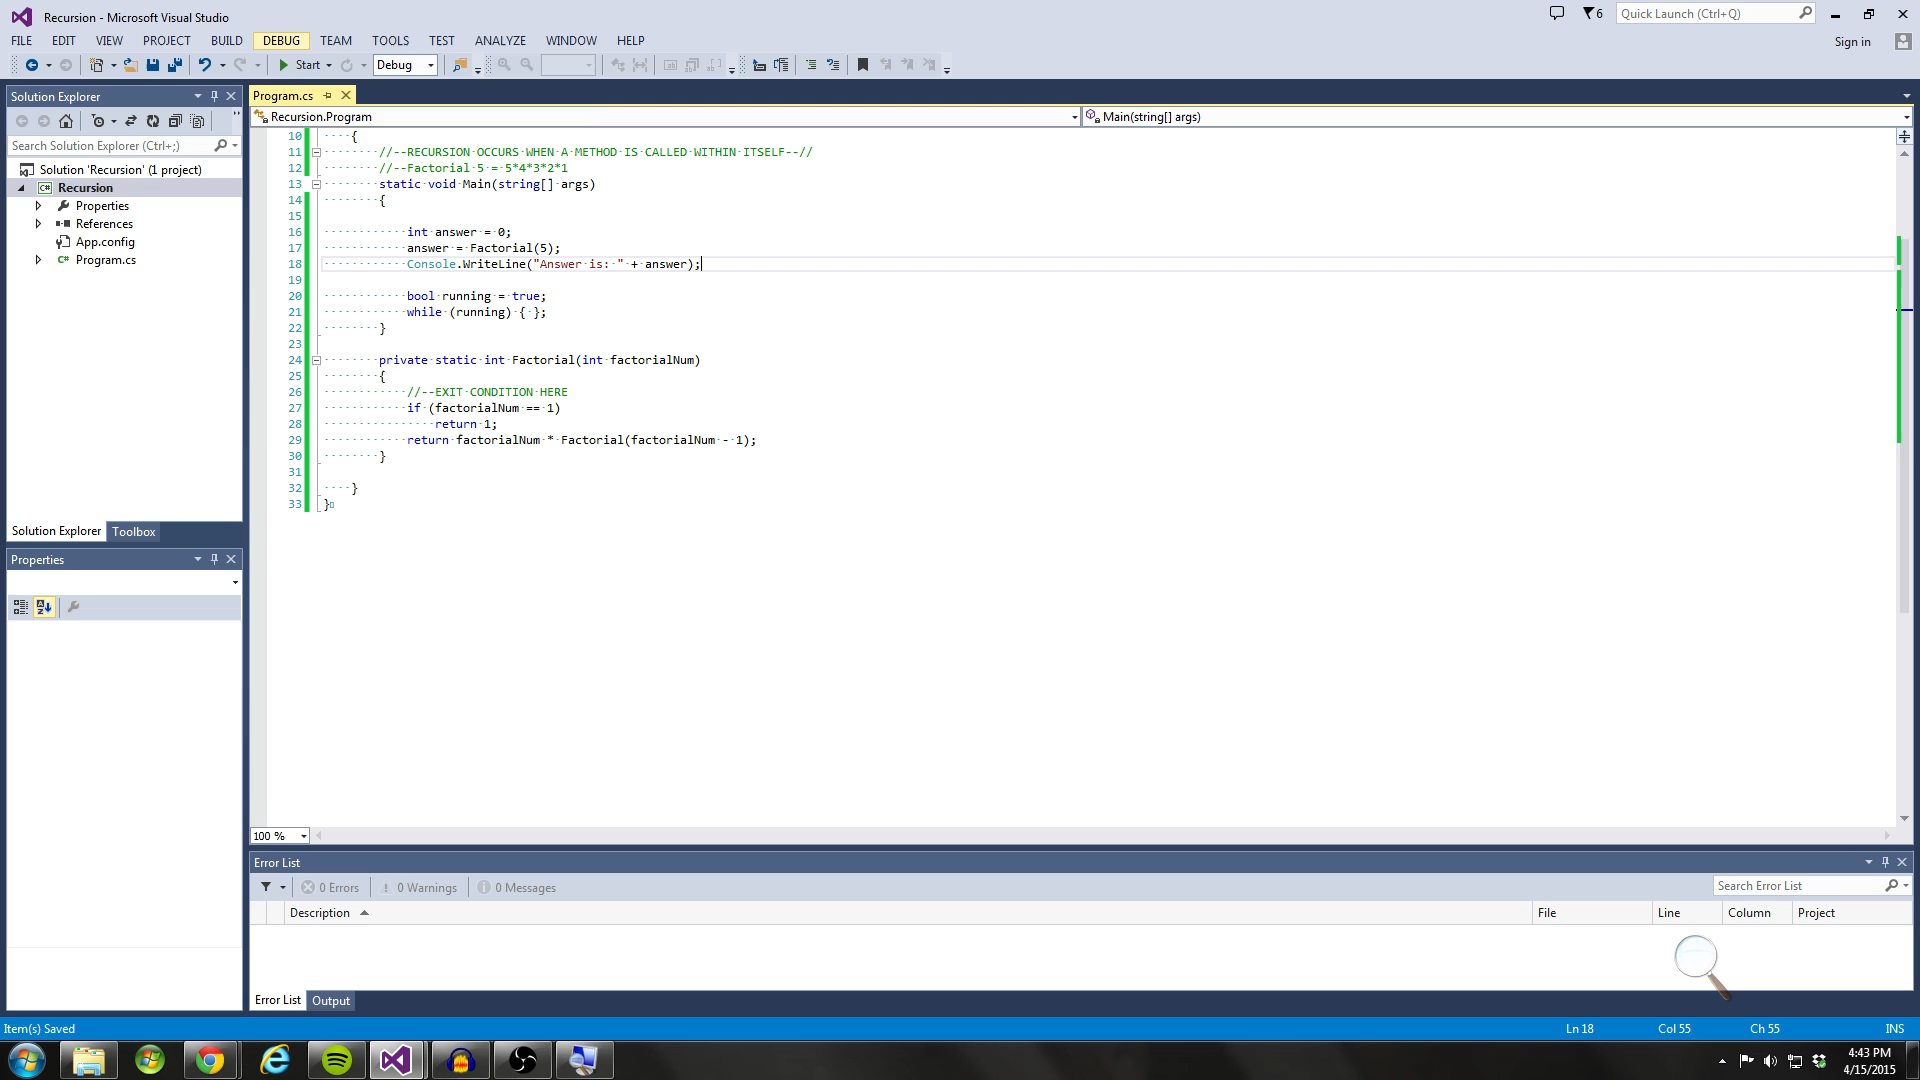 Recursion - Microsoft Visual Studio
6
Quick Launch (Ctrl+Q)
FILE EDIT VIEW PROJECT BUILD DEBUG TEAM TOOLS TEST ANALYZE WINDOW HELP
Sign in
Start Debug
Solution Explorer
Search Solution Explorer (Ctrl+;)
Solution 'Recursion' (1 project)
Recursion
Properties
References
App.config
Program.cs
Solution Explorer Toolbox
Properties
Program.cs
Recursion.Program
Main(string[] args)
10 {
11 //--RECURSION OCCURS WHEN A METHOD IS CALLED WITHIN ITSELF--//
12 //--Factorial 5 = 5*4*3*2*1
13 static void Main(string[] args)
14 {
15
16 int answer = 0;
17 answer = Factorial(5);
18 Console.WriteLine("Answer is: " + answer);
19
20 bool running = true;
21 while (running) { };
22 }
23
24 private static int Factorial(int factorialNum)
25 {
26 //--EXIT CONDITION HERE
27 if (factorialNum == 1)
28 return 1;
29 return factorialNum * Factorial(factorialNum - 1);
30 }
31
32 }
33 }
100 %
Error List
0 Errors 0 Warnings 0 Messages
Search Error List
Description File Line Column Project
Error List Output
Item(s) Saved
Ln 18 Col 55 Ch 55 INS
4:43 PM
4/15/2015